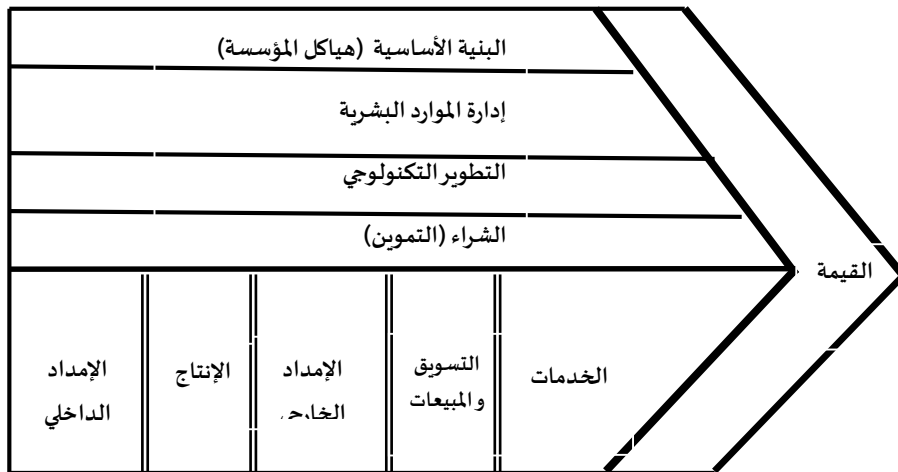 البنية الأساسية (هياكل المؤسسة)
إدارة الموارد البشرية
التطوير التكنولوجي
الشراء (التموين)
القيمة
الإمداد
الداخلي
الإنتاج
الإمداد
التسويق
والمبيعات
الخدمات